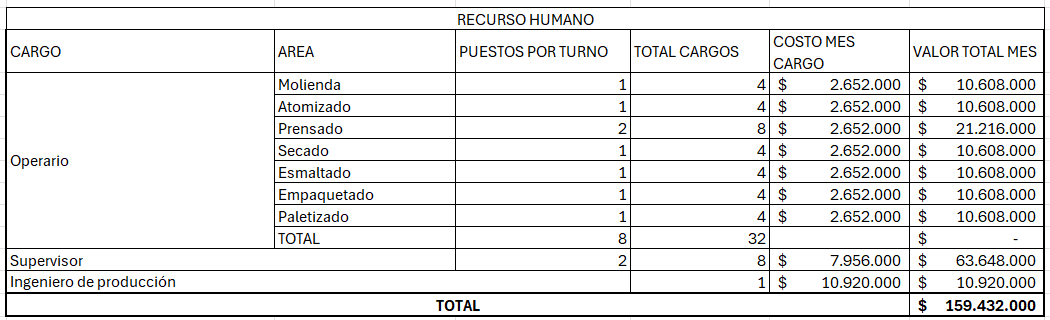 RECURSO HUMANO
CARGO AREA PUESTOS POR TURNO TOTAL CARGOS COSTO MES CARGO VALOR TOTAL MES
Operario
Molienda 1 4 $ 2.652.000 $ 10.608.000
Atomizado 1 4 $ 2.652.000 $ 10.608.000
Prensado 2 8 $ 2.652.000 $ 21.216.000
Secado 1 4 $ 2.652.000 $ 10.608.000
Esmaltado 1 4 $ 2.652.000 $ 10.608.000
Empaquetado 1 4 $ 2.652.000 $ 10.608.000
Paletizado 1 4 $ 2.652.000 $ 10.608.000
TOTAL 8 32 $ -
Supervisor 2 8 $ 7.956.000 $ 63.648.000
Ingeniero de producción 1 $ 10.920.000 $ 10.920.000
TOTAL $ 159.432.000